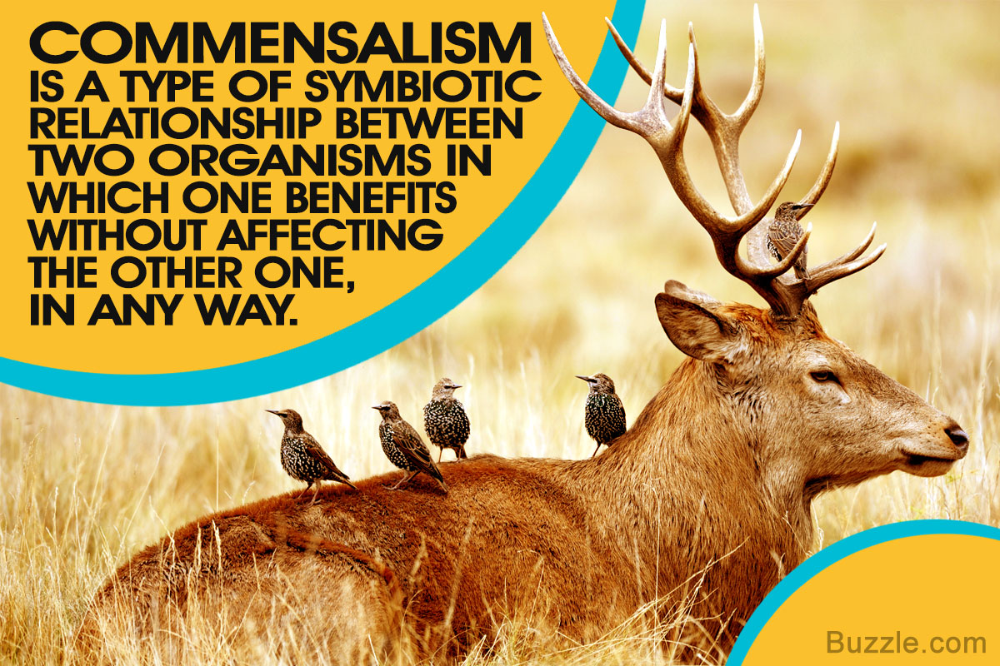 COMMENSALISM
IS A TYPE OF SYMBIOTIC
RELATIONSHIP BETWEEN
TWO ORGANISMS IN
WHICH ONE BENEFITS
WITHOUT AFFECTING
THE OTHER ONE,
IN ANY WAY.
Buzzle.com